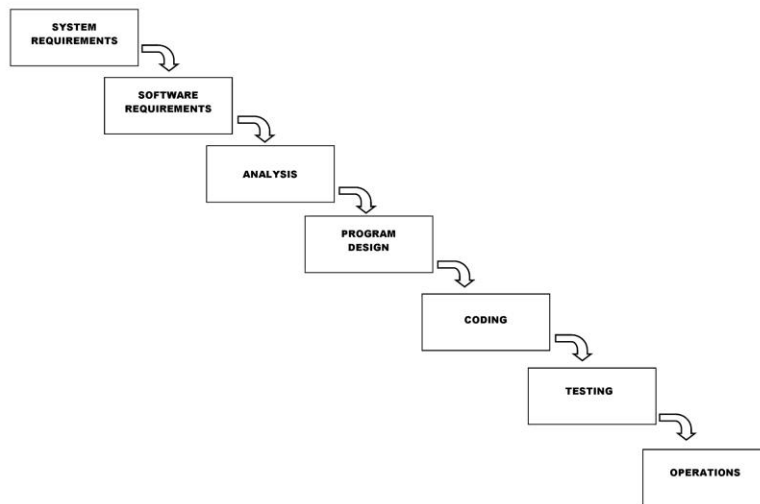 SYSTEM
REQUIREMENTS
SOFTWARE
REQUIREMENTS
ANALYSIS
PROGRAM
DESIGN
CODING
TESTING
OPERATIONS